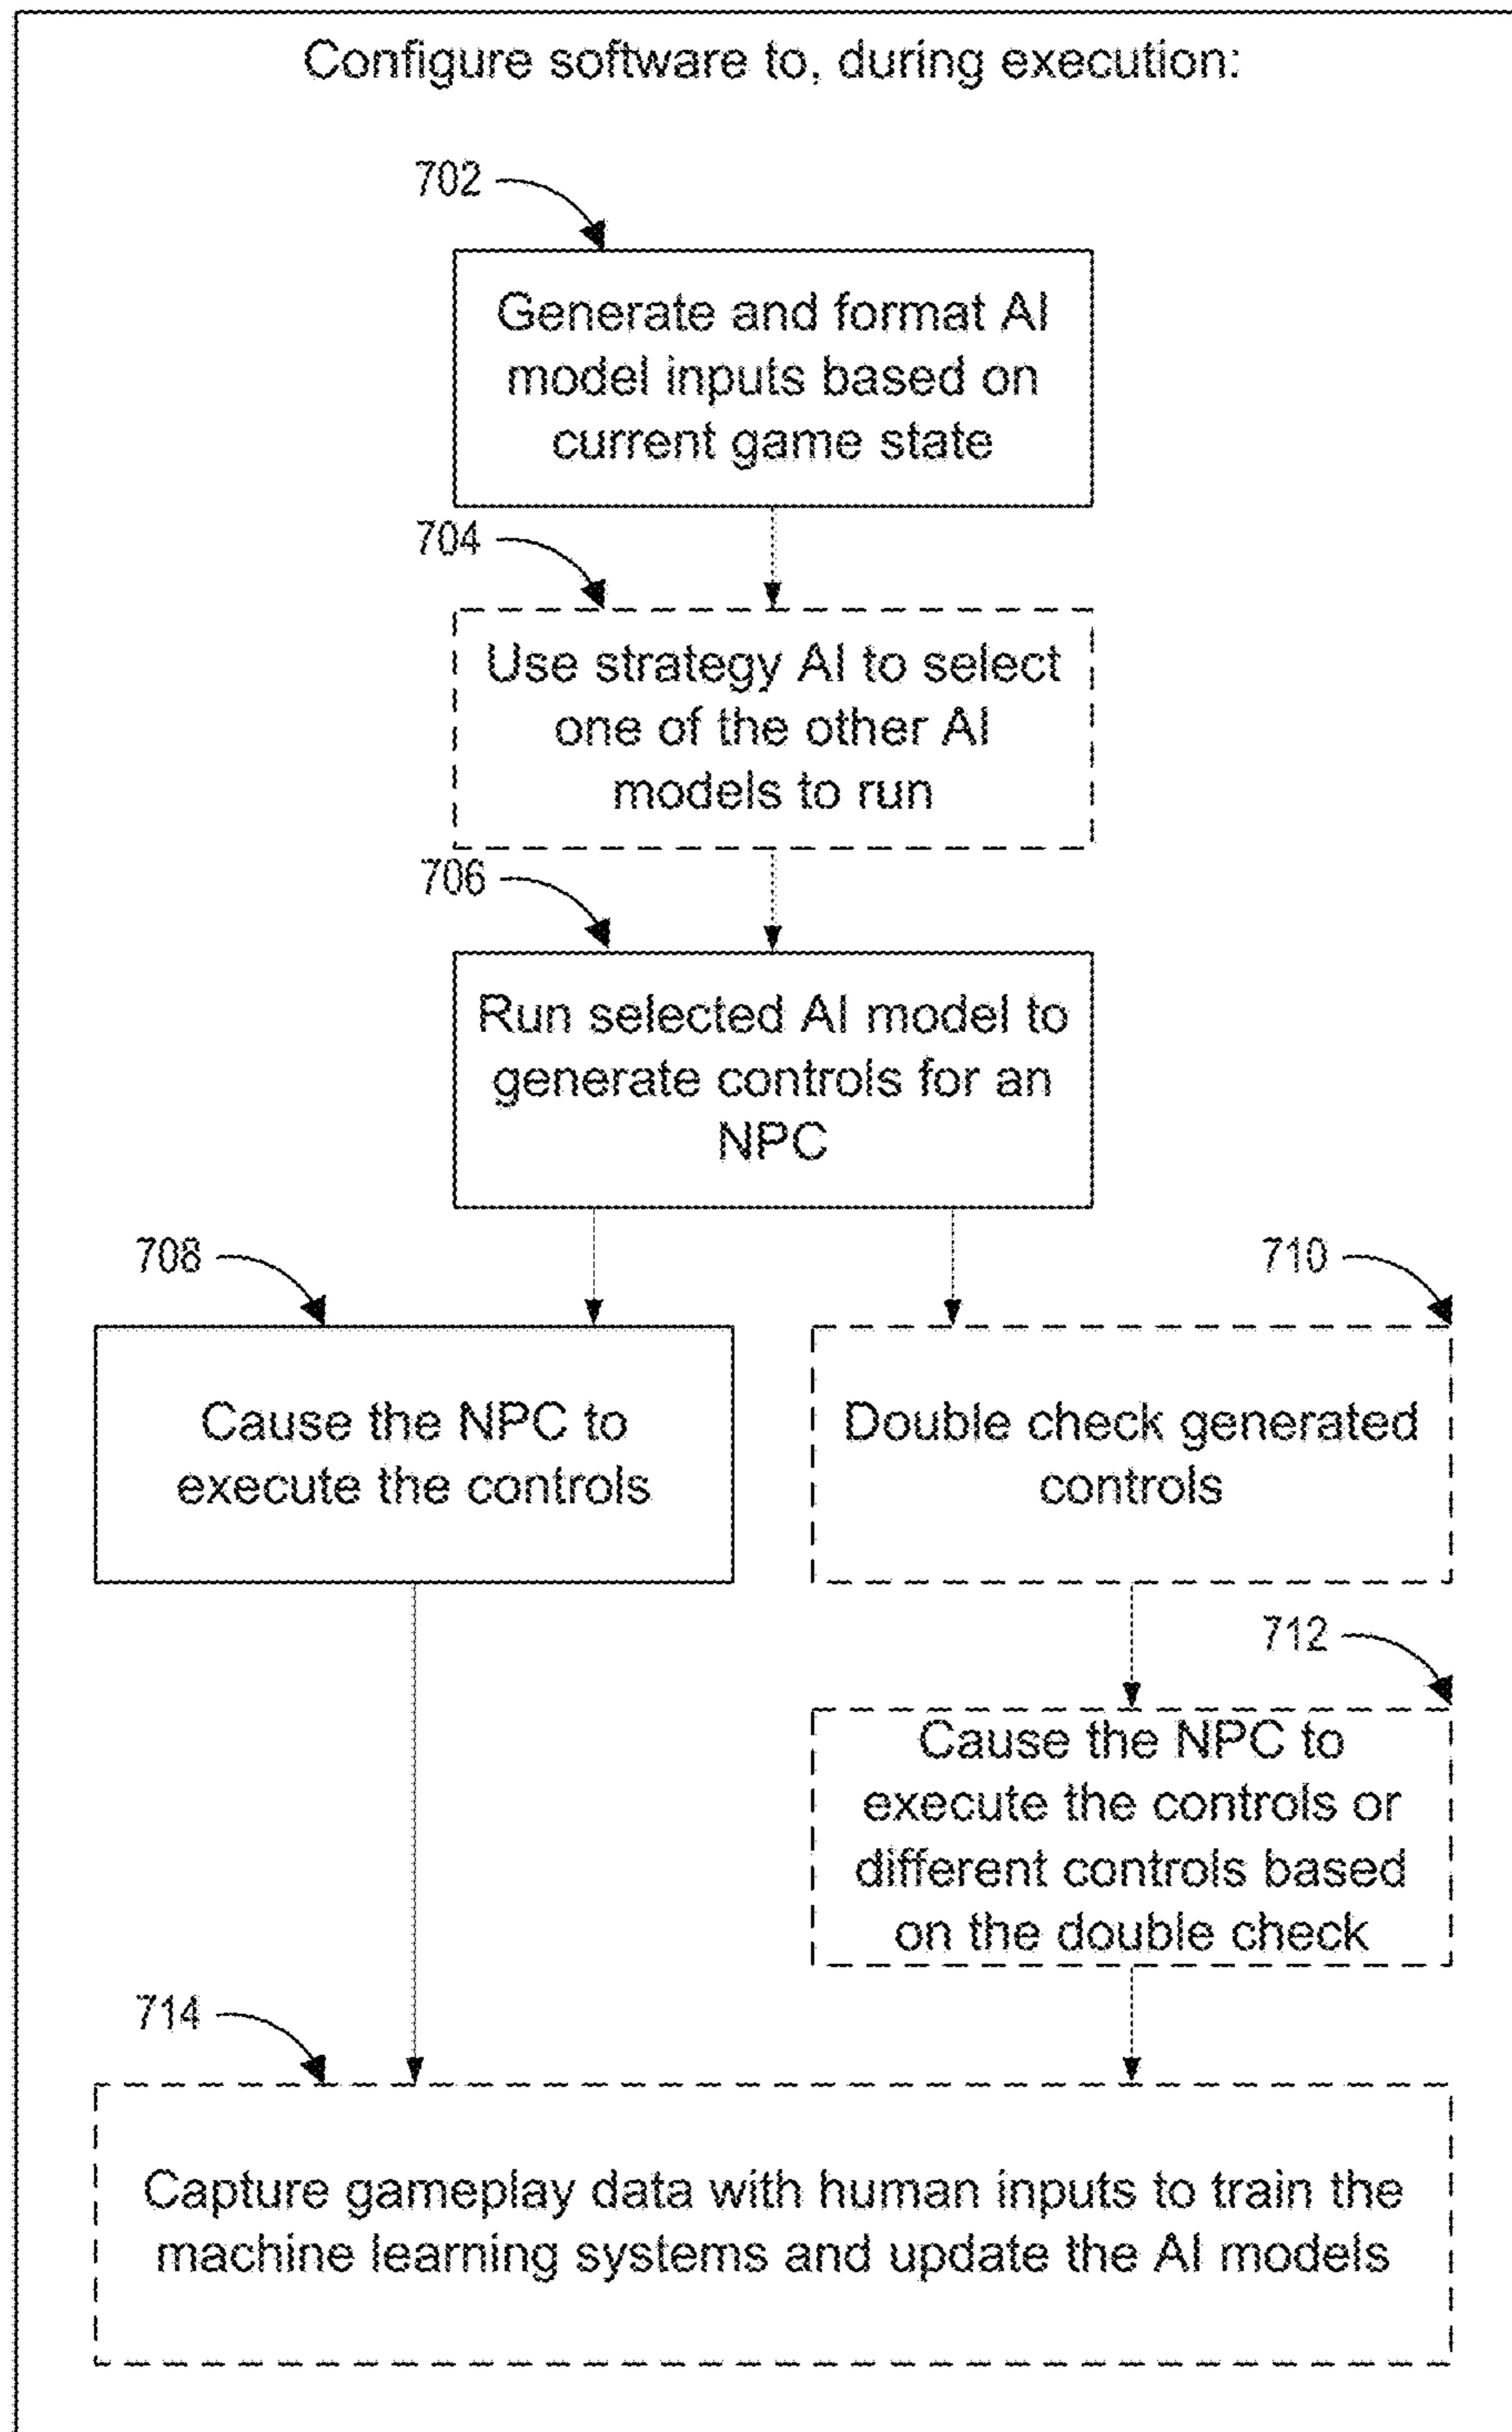 Configure software to, during execution:
702
Generate and format AI
model inputs based on
current game state
704
Use strategy AI to select
one of the other AI
models to run
706
Run selected AI model to
generate controls for an
NPC
708
Cause the NPC to
execute the controls
710
Double check generated
controls
712
Cause the NPC to
execute the controls or
different controls based
on the double check
714
Capture gameplay data with human inputs to train the
machine learning systems and update the AI models